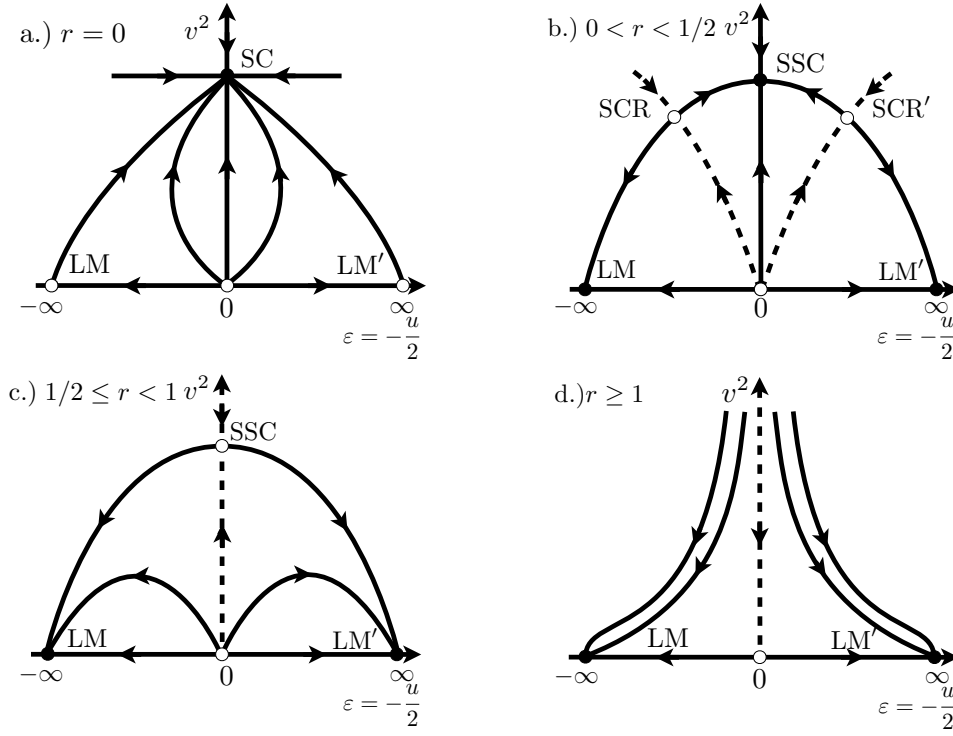 a.) r = 0
v²
SC
LM
LM′
−∞
0
∞
ε = −u/2
b.) 0 < r < 1/2
v²
SSC
SCR
SCR′
LM
LM′
−∞
0
∞
ε = −u/2
c.) 1/2 ≤ r < 1
v²
SSC
LM
LM′
−∞
0
∞
ε = −u/2
d.)r ≥ 1
v²
LM
LM′
−∞
0
∞
ε = −u/2